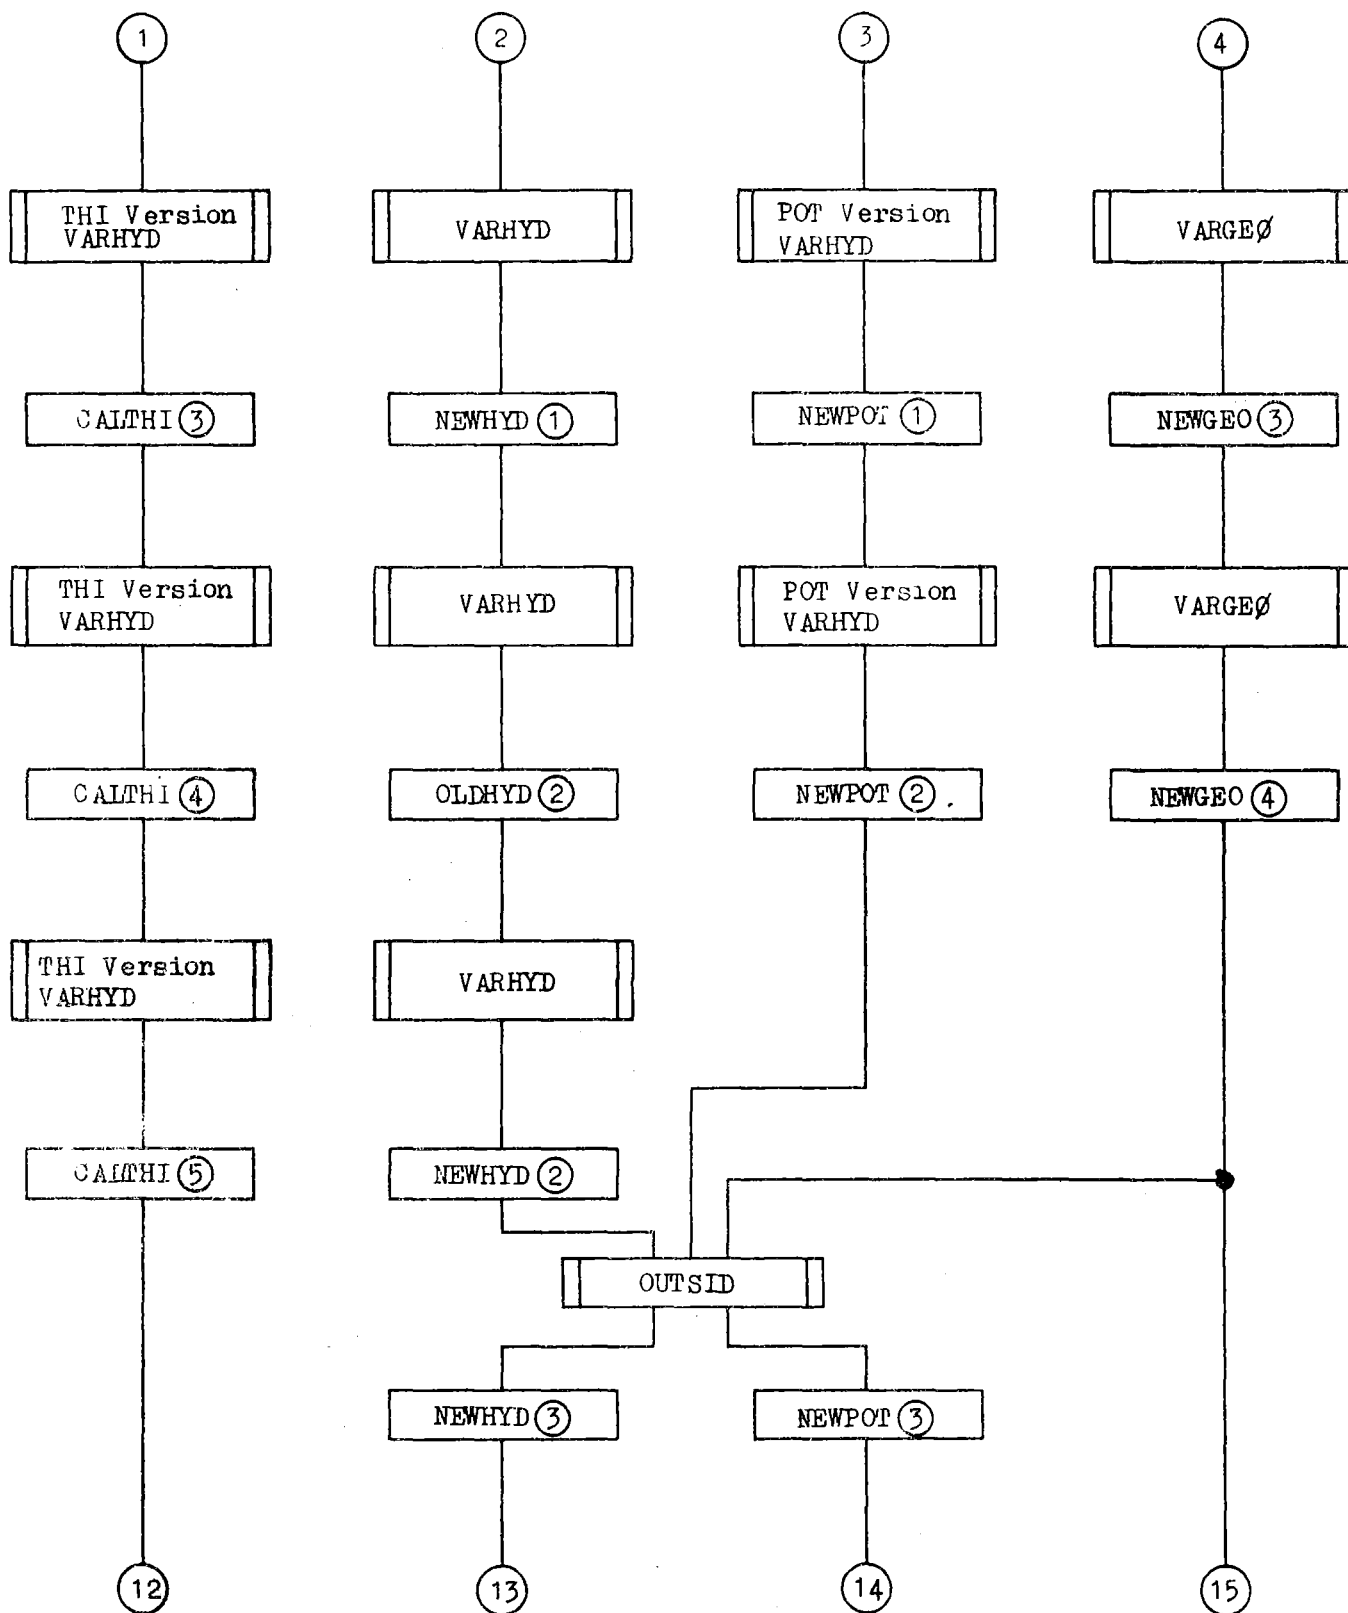 1
2
3
4
THI Version
VARHYD
VARHYD
POT Version
VARHYD
VARGEØ
CALTHI 3
NEWHYD 1
NEWPOT 1
NEWGEO 3
THI Version
VARHYD
VARHYD
POT Version
VARHYD
VARGEØ
CALTHI 4
OLDHYD 2
NEWPOT 2
NEWGEO 4
THI Version
VARHYD
VARHYD
CALTHI 5
NEWHYD 2
OUTSID
NEWHYD 3
NEWPOT 3
12
13
14
15